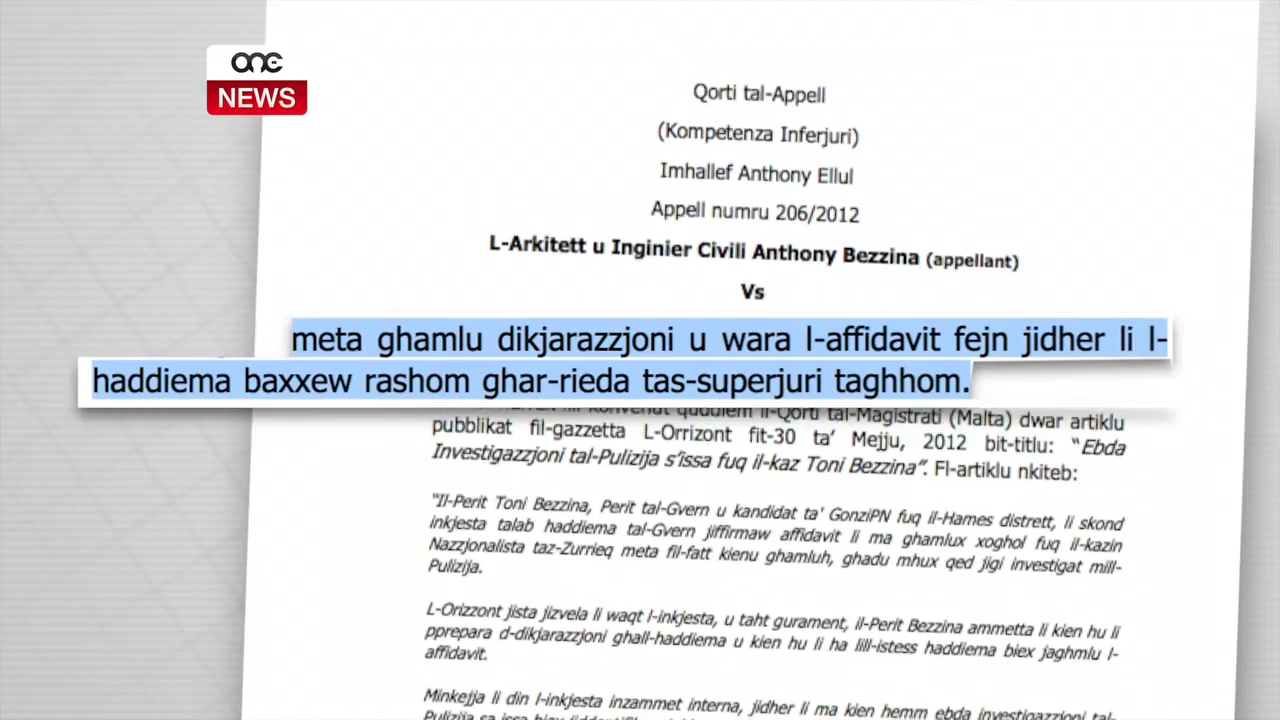 one
NEWS
Qorti tal-Appell
(Kompetenza Inferjuri)
Imhallef Anthony Ellul
Appell numru 206/2012
L-Arkitett u Inginier Civili Anthony Bezzina (appellant)
Vs
meta ghamlu dikjarazzjoni u wara l-affidavit fejn jidher li l-
haddiema baxxew rashom ghar-rieda tas-superjuri taghhom.
konvenut quddiem il-Qorti tal-Magistrati (Malta) dwar artiklu
pubblikat fil-gazzetta L-Orrizont fit-30 ta' Mejju, 2012 bit-titlu: "Ebda
Investigazzjoni tal-Pulizija s'issa fuq il-kaz Toni Bezzina". Fl-artiklu nkiteb:
"Il-Perit Toni Bezzina, Perit tal-Gvern u kandidat ta' GonziPN fuq il-Hames distrett, li skond
inkjesta talab haddiema tal-Gvern jiffirmaw affidavit li ma ghamlux xoghol fuq il-kazin
Nazzjonalista taz-Zurrieq meta fil-fatt kienu ghamluh, ghadu mhux qed jigi investigat mill-
Pulizija.
L-Orizzont jista jizvela li waqt l-inkjesta, u taht gurament, il-Perit Bezzina ammetta li kien hu li
pprepara d-dikjarazzjoni ghall-haddiema u kien hu li ha lill-istess haddiema biex jaghmlu l-
affidavit.
Minkejja li din l-inkjesta inzammet interna, jidher li ma kien hemm ebda investigazzjoni tal-
Pulizija sa issa biex